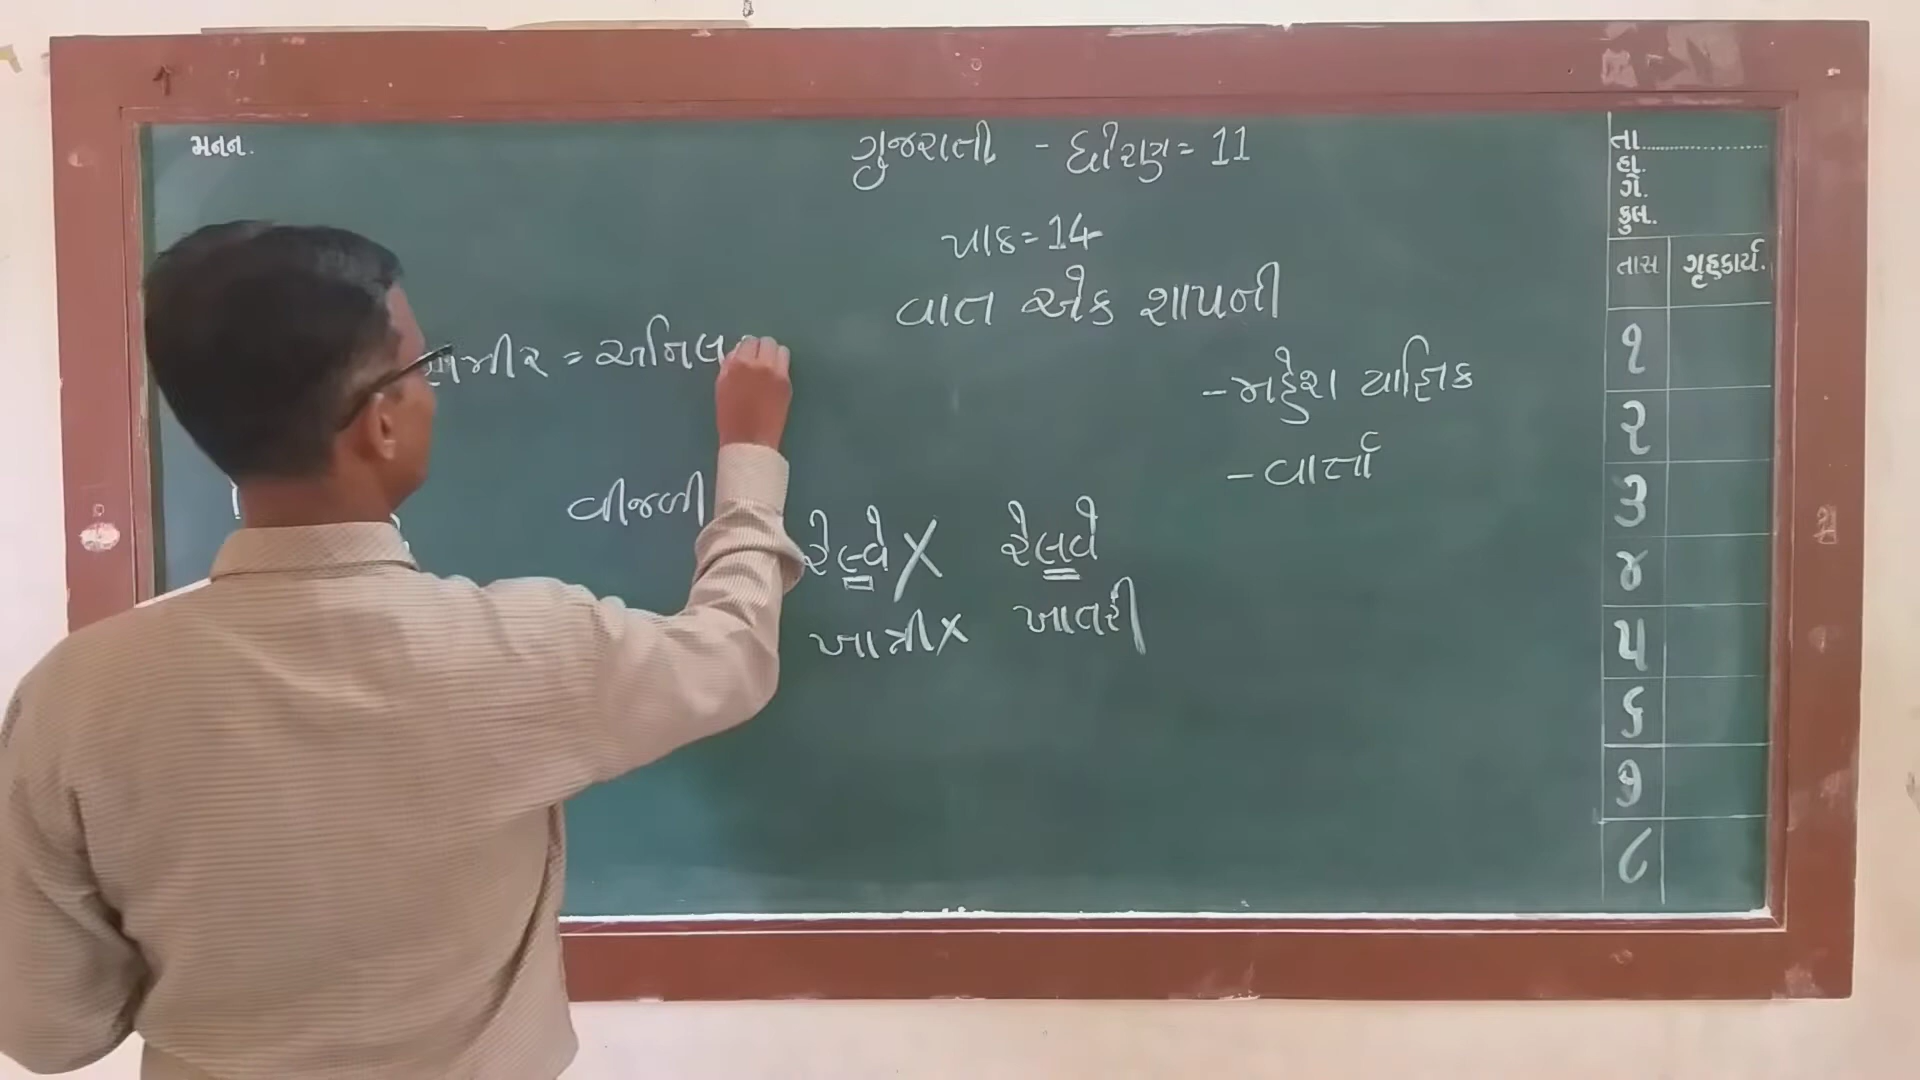 મનન.
ગુજરાતી - ધોરણ = 11
પાઠ = 14
વાત એક શાપની
- મહેશ યાજ્ઞિક
- વાર્તા
સમીર = અનિલ
વીજળી
રેલ્વે X રેલવે
ખાત્રી X ખાતરી
તા..........
હા.
ગે.
કુલ.
તાસ ગૃહકાર્ય.
૧
૨
૩
૪
૫
૬
૭
૮